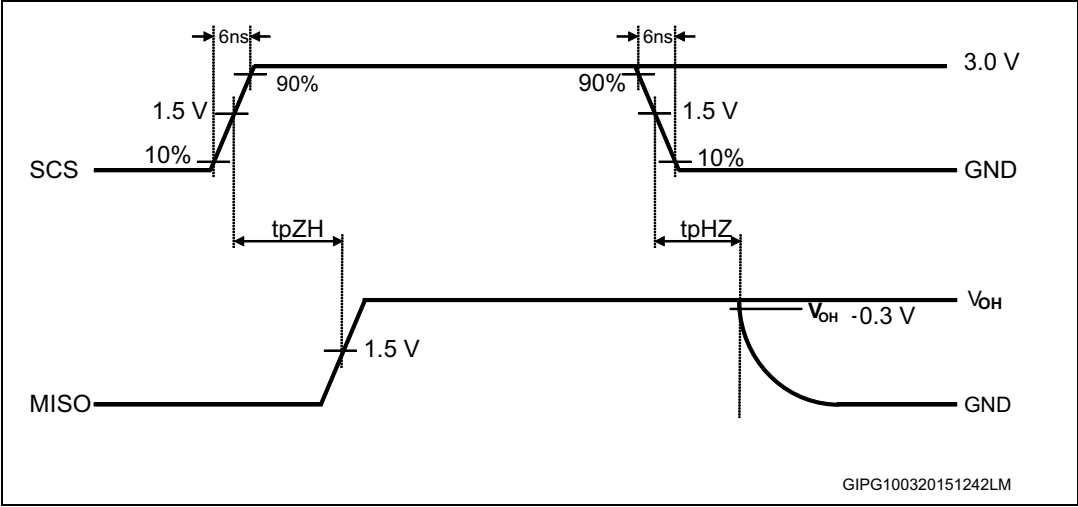 6ns
6ns
3.0 V
90%
90%
1.5 V
1.5 V
10%
10%
SCS
GND
tpZH
tpHZ
VOH
VOH -0.3 V
1.5 V
MISO
GND
GIPG100320151242LM